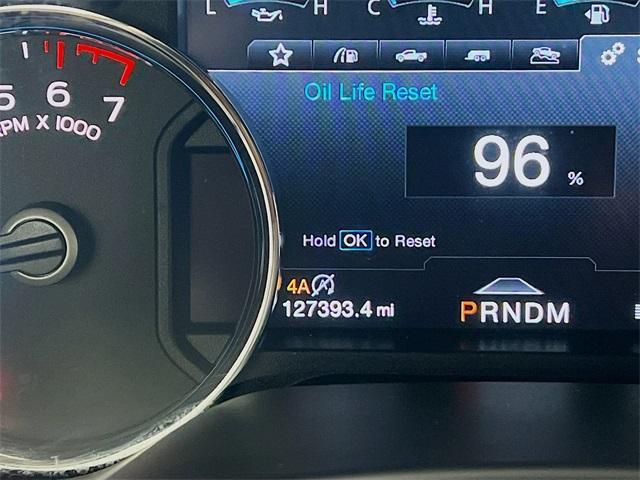 L H C H E
Oil Life Reset
96 %
Hold OK to Reset
4A
127393.4 mi
PRNDM
5 6 7
RPM X 1000